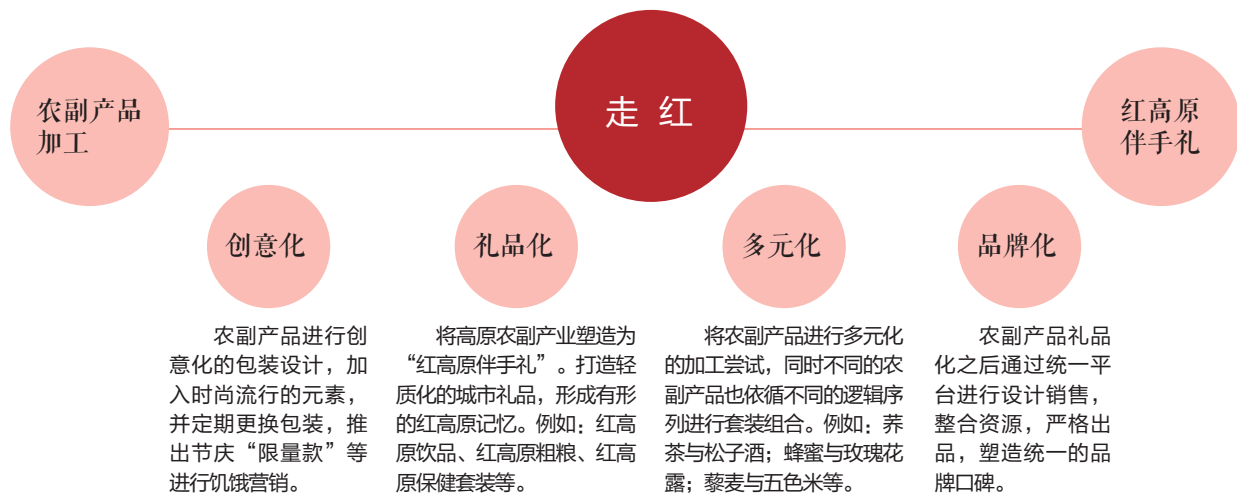 农副产品
加工
走红
红高原
伴手礼
创意化
礼品化
多元化
品牌化
农副产品进行创
意化的包装设计，加
入时尚流行的元素，
并定期更换包装，推
出节庆“限量款”等
进行饥饿营销。
将高原农副产业塑造为
“红高原伴手礼”。打造轻
质化的城市礼品，形成有形
的红高原记忆。例如：红高
原饮品、红高原粗粮、红高
原保健套装等。
将农副产品进行多元化
的加工尝试，同时不同的农
副产品也依循不同的逻辑序
列进行套装组合。例如：荞
茶与松子酒；蜂蜜与玫瑰花
露；藜麦与五色米等。
农副产品礼品
化之后通过统一平
台进行设计销售，
整合资源，严格出
品，塑造统一的品
牌口碑。